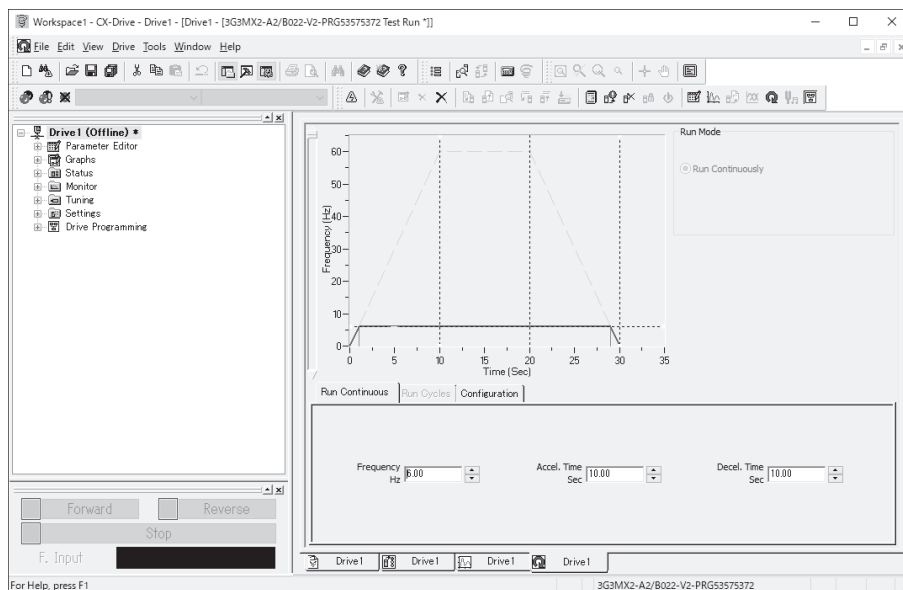 Workspace1 - CX-Drive - Drive1 - [Drive1 - [3G3MX2-A2/B022-V2-PRG53575372 Test Run *]]
File Edit View Drive Tools Window Help
Drive1 (Offline) *
Parameter Editor
Graphs
Status
Monitor
Tuning
Settings
Drive Programming
Forward
Reverse
Stop
F. Input
Frequency (Hz)
60
50
40
30
20
10
0
0 5 10 15 20 25 30 35
Time (Sec)
Run Mode
Run Continuously
Run Continuous
Run Cycles
Configuration
Frequency
Hz
6.00
Accel. Time
Sec
10.00
Decel. Time
Sec
10.00
Drive1
Drive1
Drive1
Drive1
For Help, press F1
3G3MX2-A2/B022-V2-PRG53575372